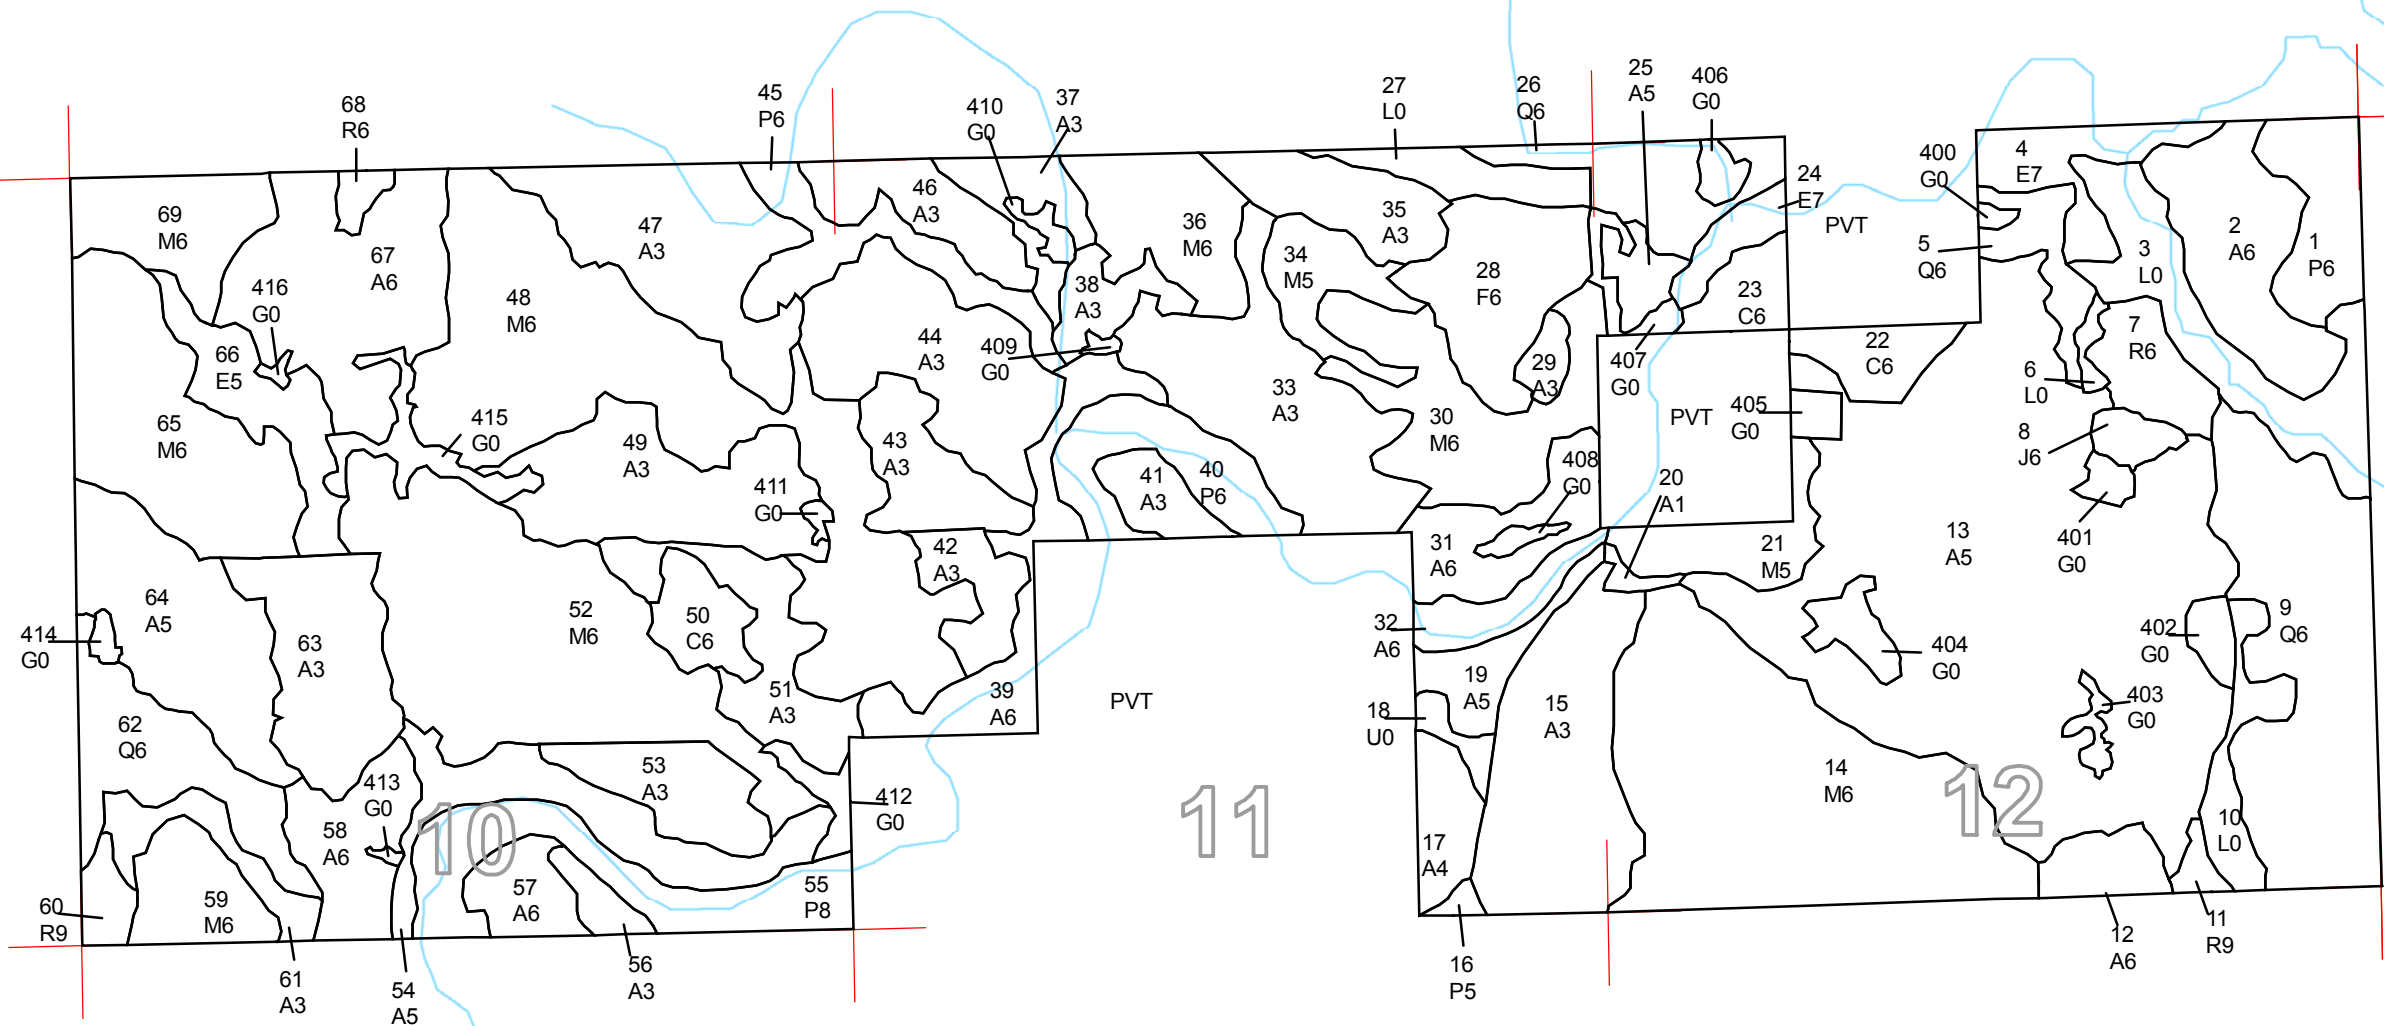 68
R6
45
P6
410
G0
37
A3
27
L0
26
Q6
25
A5
406
G0
69
M6
67
A6
416
G0
66
E5
65
M6
48
M6
47
A3
46
A3
44
A3
409
G0
38
A3
36
M6
34
M5
35
A3
28
F6
29
A3
33
A3
30
M6
24
E7
PVT
400
G0
4
E7
5
Q6
3
L0
2
A6
1
P6
23
C6
22
C6
407
G0
PVT
405
G0
6
L0
7
R6
8
J6
401
G0
415
G0
49
A3
411
G0
43
A3
41
A3
40
P6
408
G0
20
A1
21
M5
13
A5
31
A6
32
A6
42
A3
64
A5
414
G0
63
A3
52
M6
50
C6
51
A3
39
A6
PVT
19
A5
18
U0
15
A3
404
G0
402
G0
9
Q6
403
G0
62
Q6
413
G0
58
A6
53
A3
412
G0
10
11
12
14
M6
10
L0
17
A4
60
R9
59
M6
57
A6
55
P8
61
A3
54
A5
56
A3
16
P5
12
A6
11
R9